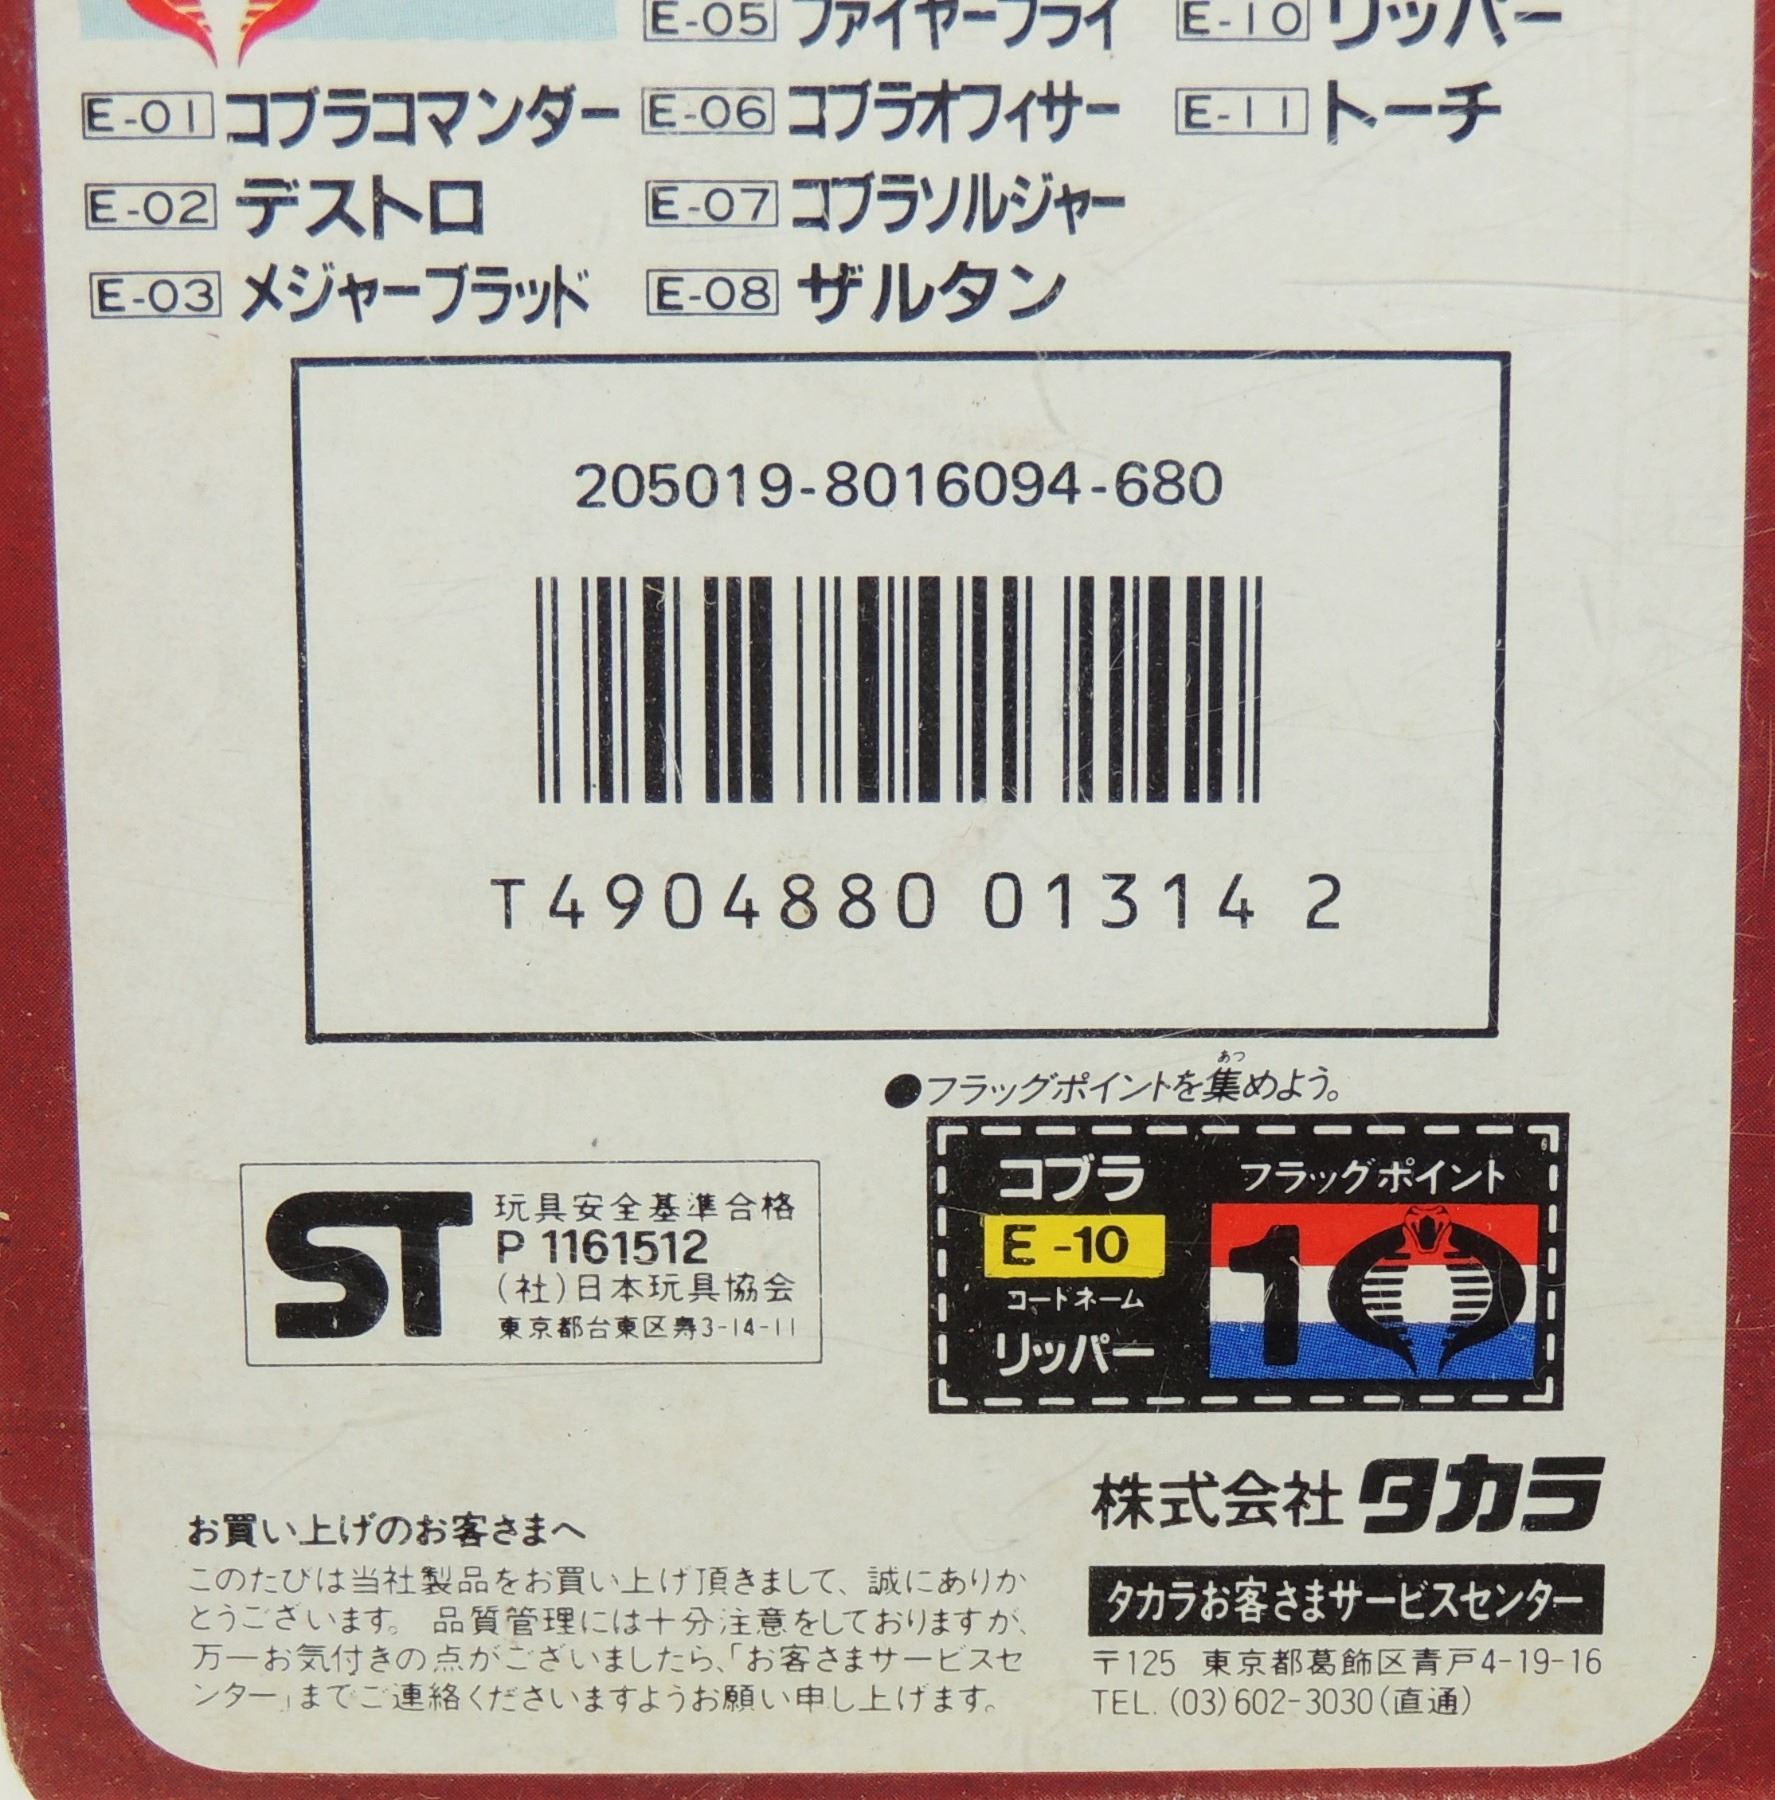 E-05 ファイヤーフライ E-10 リッパー
E-01 コブラコマンダー E-06 コブラオフィサー E-11 トーチ
E-02 デストロ E-07 コブラソルジャー
E-03 メジャーブラッド E-08 ザルタン
205019-8016094-680
T4904880 01314 2
あつ
●フラッグポイントを集めよう。
ST
玩具安全基準合格
P 1161512
(社)日本玩具協会
東京都台東区寿3-14-11
コブラ
E-10
コードネーム
リッパー
フラッグポイント
10
お買い上げのお客さまへ
このたびは当社製品をお買い上げ頂きまして、誠にありか
とうございます。品質管理には十分注意をしておりますが、
万一お気付きの点がございましたら、「お客さまサービスセ
ンター」までご連絡くださいますようお願い申し上げます。
株式会社タカラ
タカラお客さまサービスセンター
〒125 東京都葛飾区青戸4-19-16
TEL.(03)602-3030(直通)